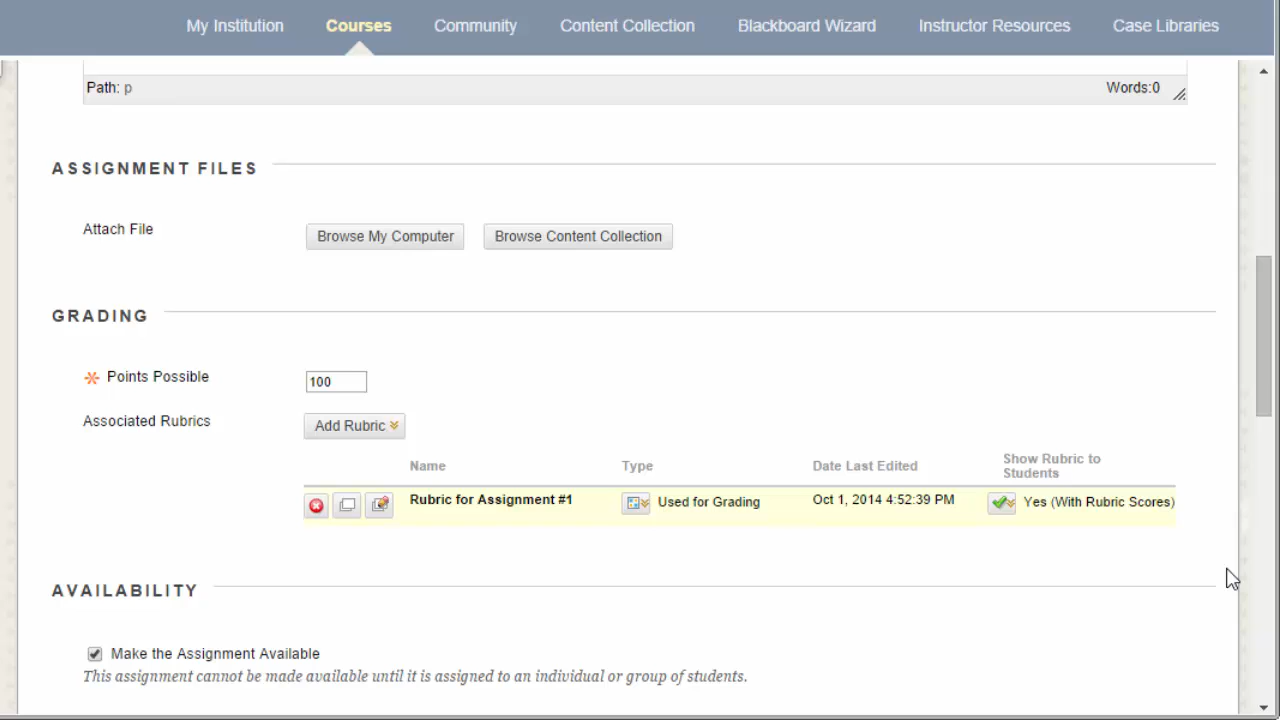 My Institution Courses Community Content Collection Blackboard Wizard Instructor Resources Case Libraries
Path: p Words:0
ASSIGNMENT FILES
Attach File Browse My Computer Browse Content Collection
GRADING
Points Possible 100
Associated Rubrics Add Rubric
Name Type Date Last Edited Show Rubric to
Students
Rubric for Assignment #1 Used for Grading Oct 1, 2014 4:52:39 PM Yes (With Rubric Scores)
AVAILABILITY
Make the Assignment Available
This assignment cannot be made available until it is assigned to an individual or group of students.